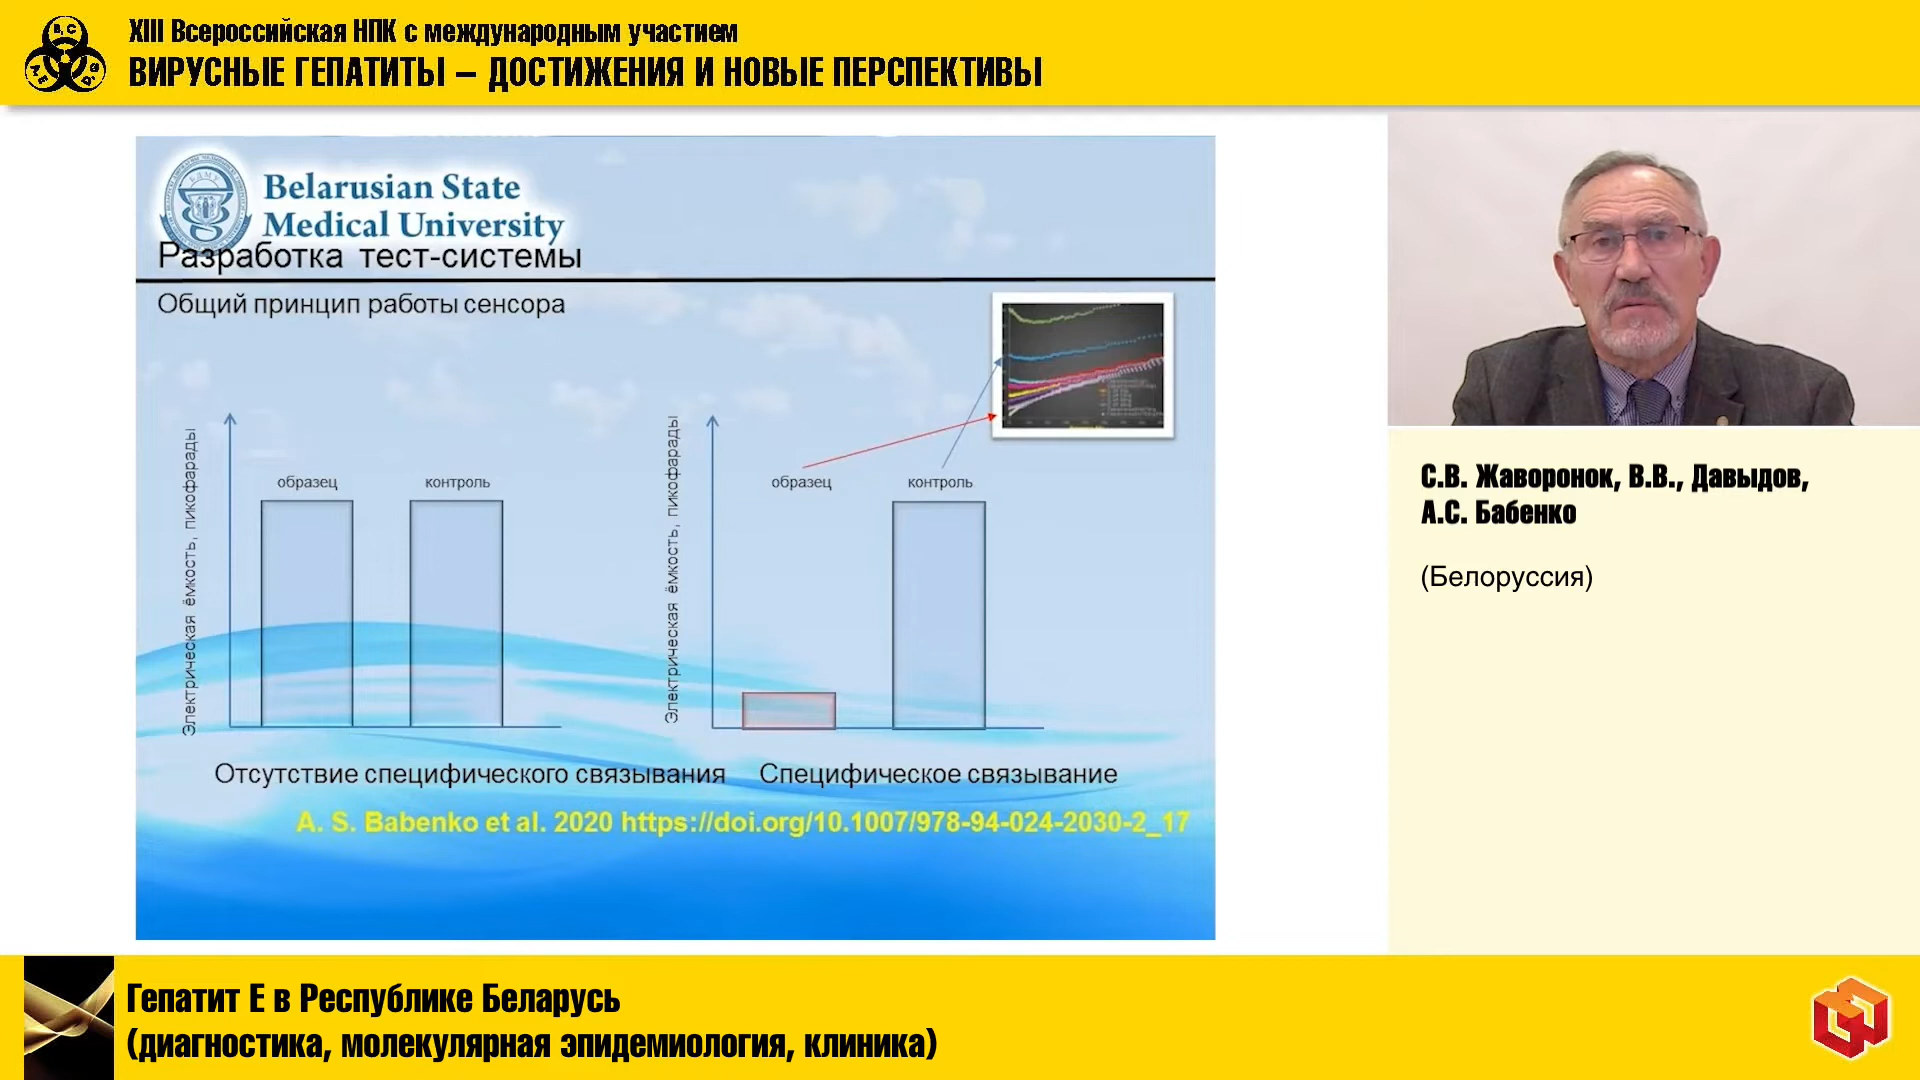 XIII Всероссийская НПК с международным участием
ВИРУСНЫЕ ГЕПАТИТЫ – ДОСТИЖЕНИЯ И НОВЫЕ ПЕРСПЕКТИВЫ
Belarusian State
Medical University
Разработка тест-системы
Общий принцип работы сенсора
Электрическая ёмкость, пикофарады
образец
контроль
Электрическая ёмкость, пикофарады
образец
контроль
Отсутствие специфического связывания
Специфическое связывание
A. S. Babenko et al. 2020 https://doi.org/10.1007/978-94-024-2030-2_17
С.В. Жаворонок, В.В., Давыдов,
А.С. Бабенко
(Белоруссия)
Гепатит Е в Республике Беларусь
(диагностика, молекулярная эпидемиология, клиника)